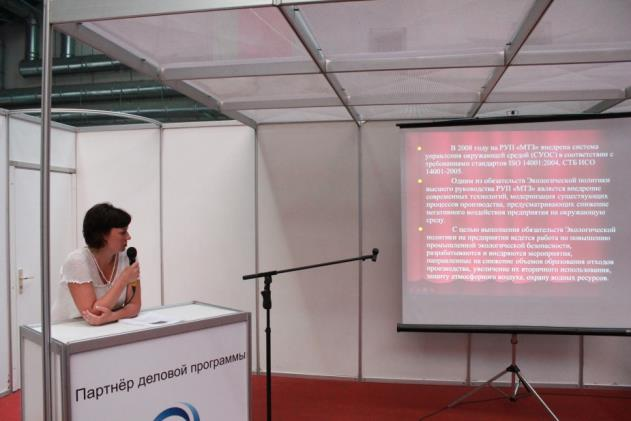 В 2008 году на РУП «МТЗ» внедрена система
управления окружающей средой (СУОС) в соответствии с
требованиями стандартов ISO 14001:2004, СТБ ИСО
14001-2005.
Одним из обязательств Экологической политики
высшего руководства РУП «МТЗ» является внедрение
современных технологий, модернизация существующих
процессов производства, предусматривающих снижение
негативного воздействия предприятия на окружающую
среду.
С целью выполнения обязательств Экологической
политики на предприятии ведется работа по повышению
промышленной экологической безопасности,
разрабатываются и внедряются мероприятия,
направленные на снижение объемов образования отходов
производства, увеличение их вторичного использования,
защиту атмосферного воздуха, охрану водных ресурсов.
Партнёр деловой программы